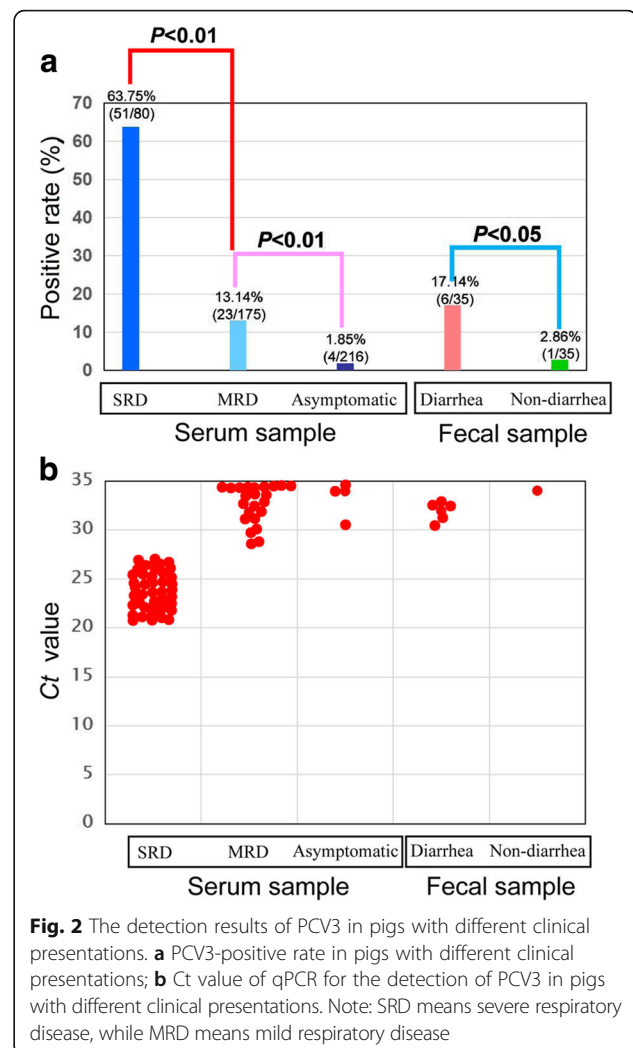 a
P<0.01
63.75%
(51/80)
70
60
50
40
30
20
10
0
Positive rate (%)
P<0.01
13.14%
(23/175)
1.85%
(4/216)
P<0.05
17.14%
(6/35)
2.86%
(1/35)
SRD MRD Asymptomatic Diarrhea Non-diarrhea
Serum sample Fecal sample
b
35
30
25
20
15
10
5
0
Ct value
SRD MRD Asymptomatic Diarrhea Non-diarrhea
Serum sample Fecal sample
Fig. 2 The detection results of PCV3 in pigs with different clinical
presentations. a PCV3-positive rate in pigs with different clinical
presentations; b Ct value of qPCR for the detection of PCV3 in pigs
with different clinical presentations. Note: SRD means severe respiratory
disease, while MRD means mild respiratory disease